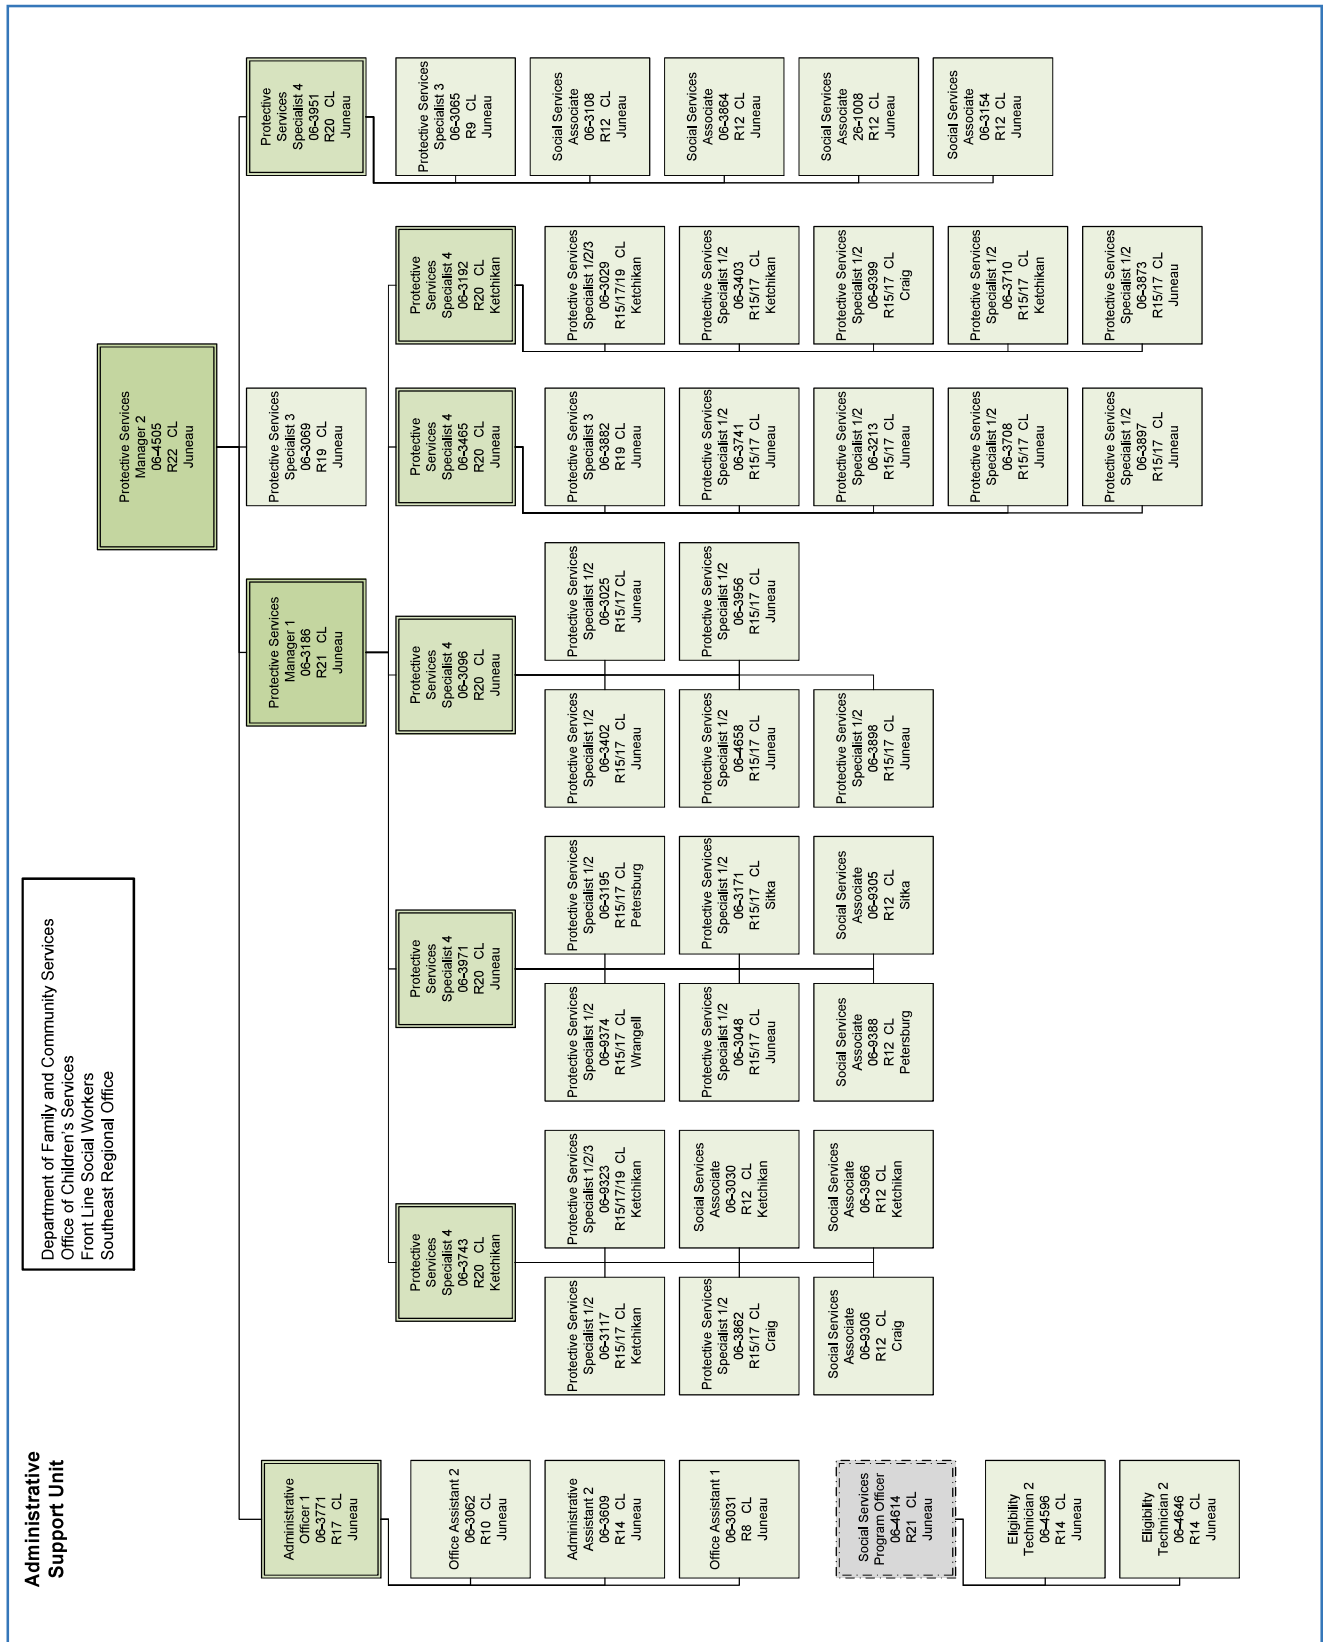 Administrative
Support Unit
Department of Family and Community Services
Office of Children's Services
Front Line Social Workers
Southeast Regional Office
Protective Services
Manager 2
06-4505
R22 CL
Juneau
Administrative
Officer 1
06-3771
R17 CL
Juneau
Protective Services
Manager 1
06-3186
R21 CL
Juneau
Protective Services
Specialist 3
06-3069
R19 CL
Juneau
Protective
Services
Specialist 4
06-3951
R20 CL
Juneau
Office Assistant 2
06-3062
R10 CL
Juneau
Administrative
Assistant 2
06-3609
R14 CL
Juneau
Office Assistant 1
06-3031
R8 CL
Juneau
Social Services
Program Officer
06-4614
R21 CL
Juneau
Eligibility
Technician 2
06-4596
R14 CL
Juneau
Eligibility
Technician 2
06-4646
R14 CL
Juneau
Protective
Services
Specialist 4
06-3743
R20 CL
Ketchikan
Protective Services
Specialist 1/2
06-3117
R15/17 CL
Ketchikan
Protective Services
Specialist 1/2/3
06-9323
R15/17/19 CL
Ketchikan
Protective Services
Specialist 1/2
06-3862
R15/17 CL
Craig
Social Services
Associate
06-3030
R12 CL
Ketchikan
Social Services
Associate
06-9306
R12 CL
Craig
Social Services
Associate
06-3966
R12 CL
Ketchikan
Protective
Services
Specialist 4
06-3971
R20 CL
Juneau
Protective Services
Specialist 1/2
06-9374
R15/17 CL
Wrangell
Protective Services
Specialist 1/2
06-3195
R15/17 CL
Petersburg
Protective Services
Specialist 1/2
06-3048
R15/17 CL
Juneau
Protective Services
Specialist 1/2
06-3171
R15/17 CL
Sitka
Social Services
Associate
06-9388
R12 CL
Petersburg
Social Services
Associate
06-9305
R12 CL
Sitka
Protective
Services
Specialist 4
06-3096
R20 CL
Juneau
Protective Services
Specialist 1/2
06-3402
R15/17 CL
Juneau
Protective Services
Specialist 1/2
06-3025
R15/17 CL
Juneau
Protective Services
Specialist 1/2
06-4658
R15/17 CL
Juneau
Protective Services
Specialist 1/2
06-3956
R15/17 CL
Juneau
Protective Services
Specialist 1/2
06-3898
R15/17 CL
Juneau
Protective
Services
Specialist 4
06-3465
R20 CL
Juneau
Protective Services
Specialist 3
06-3882
R19 CL
Juneau
Protective Services
Specialist 1/2
06-3741
R15/17 CL
Juneau
Protective Services
Specialist 1/2
06-3213
R15/17 CL
Juneau
Protective Services
Specialist 1/2
06-3708
R15/17 CL
Juneau
Protective Services
Specialist 1/2
06-3897
R15/17 CL
Juneau
Protective
Services
Specialist 4
06-3192
R20 CL
Ketchikan
Protective Services
Specialist 1/2/3
06-3029
R15/17/19 CL
Ketchikan
Protective Services
Specialist 1/2
06-3403
R15/17 CL
Ketchikan
Protective Services
Specialist 1/2
06-9399
R15/17 CL
Craig
Protective Services
Specialist 1/2
06-3710
R15/17 CL
Ketchikan
Protective Services
Specialist 1/2
06-3873
R15/17 CL
Juneau
Protective Services
Specialist 3
06-3065
R9 CL
Juneau
Social Services
Associate
06-3108
R12 CL
Juneau
Social Services
Associate
06-3864
R12 CL
Juneau
Social Services
Associate
26-1008
R12 CL
Juneau
Social Services
Associate
06-3154
R12 CL
Juneau